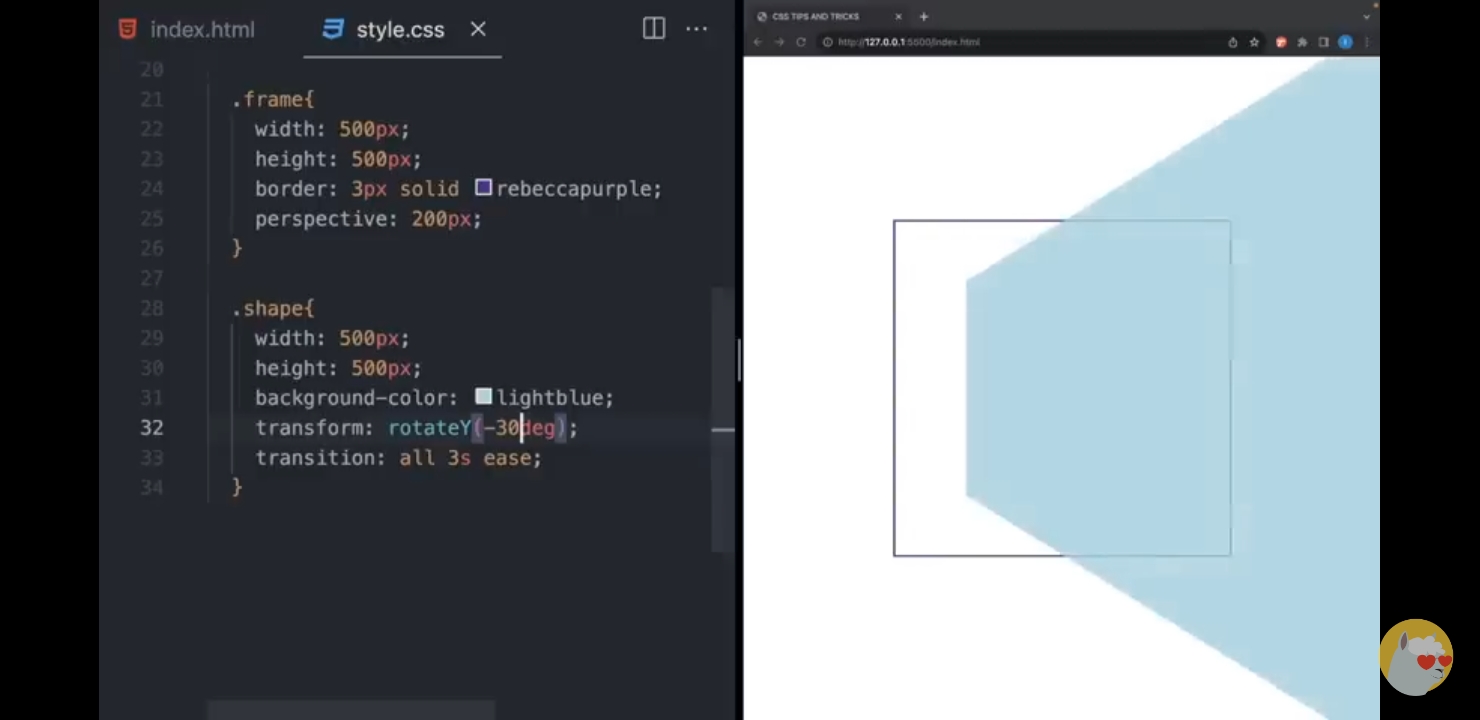 index.html
style.css
20
21 .frame{
22 width: 500px;
23 height: 500px;
24 border: 3px solid rebeccapurple;
25 perspective: 200px;
26 }
27
28 .shape{
29 width: 500px;
30 height: 500px;
31 background-color: lightblue;
32 transform: rotateY(-30deg);
33 transition: all 3s ease;
34 }
CSS TIPS AND TRICKS
http://127.0.0.1:5500/index.html